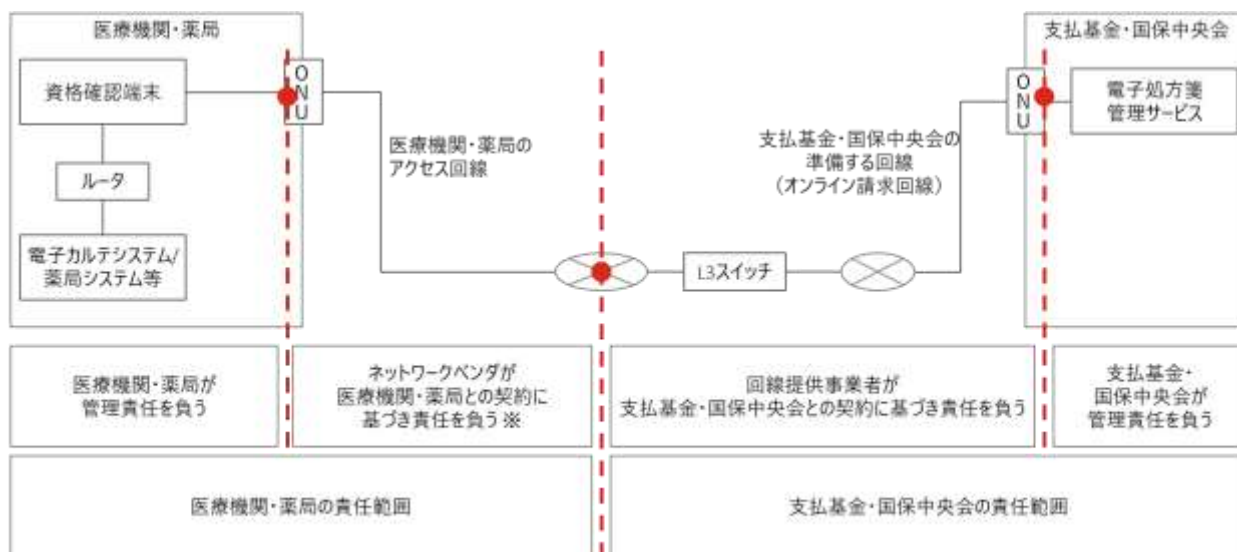 医療機関・薬局
資格確認端末
ルータ
電子カルテシステム/
薬局システム等
ONU
医療機関・薬局の
アクセス回線
L3スイッチ
支払基金・国保中央会の
準備する回線
（オンライン請求回線）
支払基金・国保中央会
ONU
電子処方箋
管理サービス
医療機関・薬局が
管理責任を負う
ネットワークベンダが
医療機関・薬局との契約に
基づき責任を負う※
回線提供事業者が
支払基金・国保中央会との契約に基づき責任を負う
支払基金・
国保中央会が
管理責任を負う
医療機関・薬局の責任範囲
支払基金・国保中央会の責任範囲